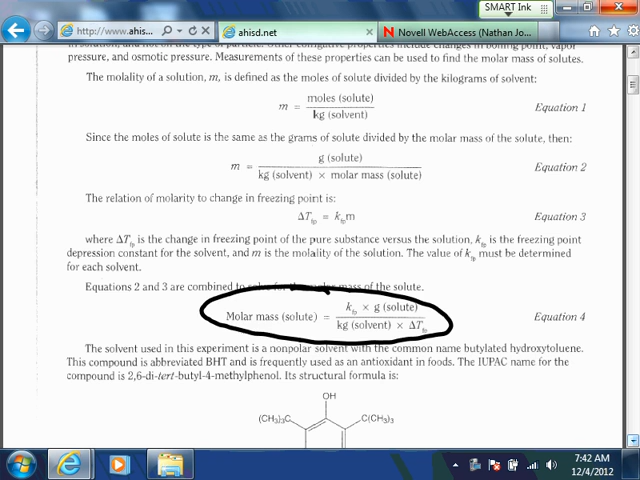 SMART Ink
http://www.ahis...
ahisd.net
Novell WebAccess (Nathan Jo...
pressure, and osmotic pressure. Measurements of these properties can be used to find the molar mass of solutes.
The molality of a solution, m, is defined as the moles of solute divided by the kilograms of solvent:
m = moles (solute) / kg (solvent) Equation 1
Since the moles of solute is the same as the grams of solute divided by the molar mass of the solute, then:
m = g (solute) / kg (solvent) × molar mass (solute) Equation 2
The relation of molarity to change in freezing point is:
ΔTfp = kfpm Equation 3
where ΔTfp is the change in freezing point of the pure substance versus the solution, kfp is the freezing point
depression constant for the solvent, and m is the molality of the solution. The value of kfp must be determined
for each solvent.
Equations 2 and 3 are combined to solve for the molar mass of the solute.
Molar mass (solute) = kfp × g (solute) / kg (solvent) × ΔTfp Equation 4
The solvent used in this experiment is a nonpolar solvent with the common name butylated hydroxytoluene.
This compound is abbreviated BHT and is frequently used as an antioxidant in foods. The IUPAC name for the
compound is 2,6-di-tert-butyl-4-methylphenol. Its structural formula is:
OH
(CH3)3C C(CH3)3
7:42 AM
12/4/2012